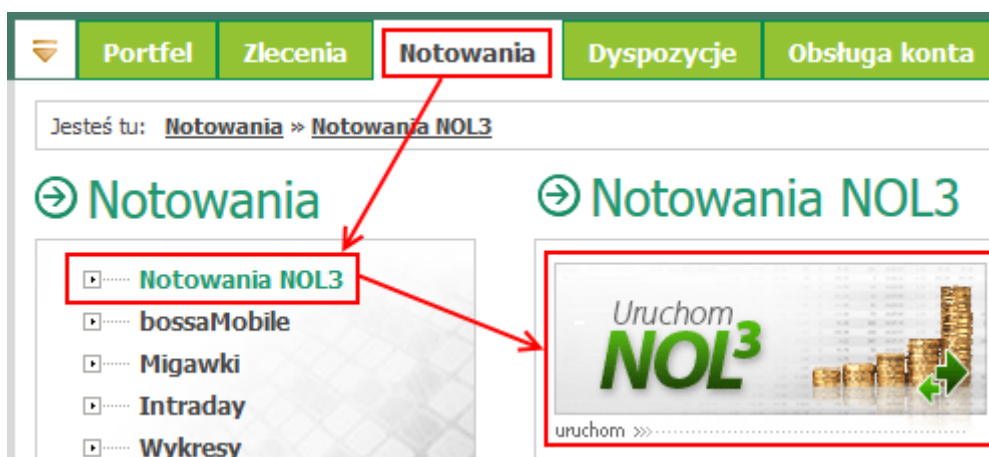 Portfel Zlecenia Notowania Dyspozycje Obsługa konta
Jesteś tu: Notowania » Notowania NOL3
Notowania
Notowania NOL3
bossaMobile
Migawki
Intraday
Wykresy
Notowania NOL3
Uruchom
NOL3
uruchom »»